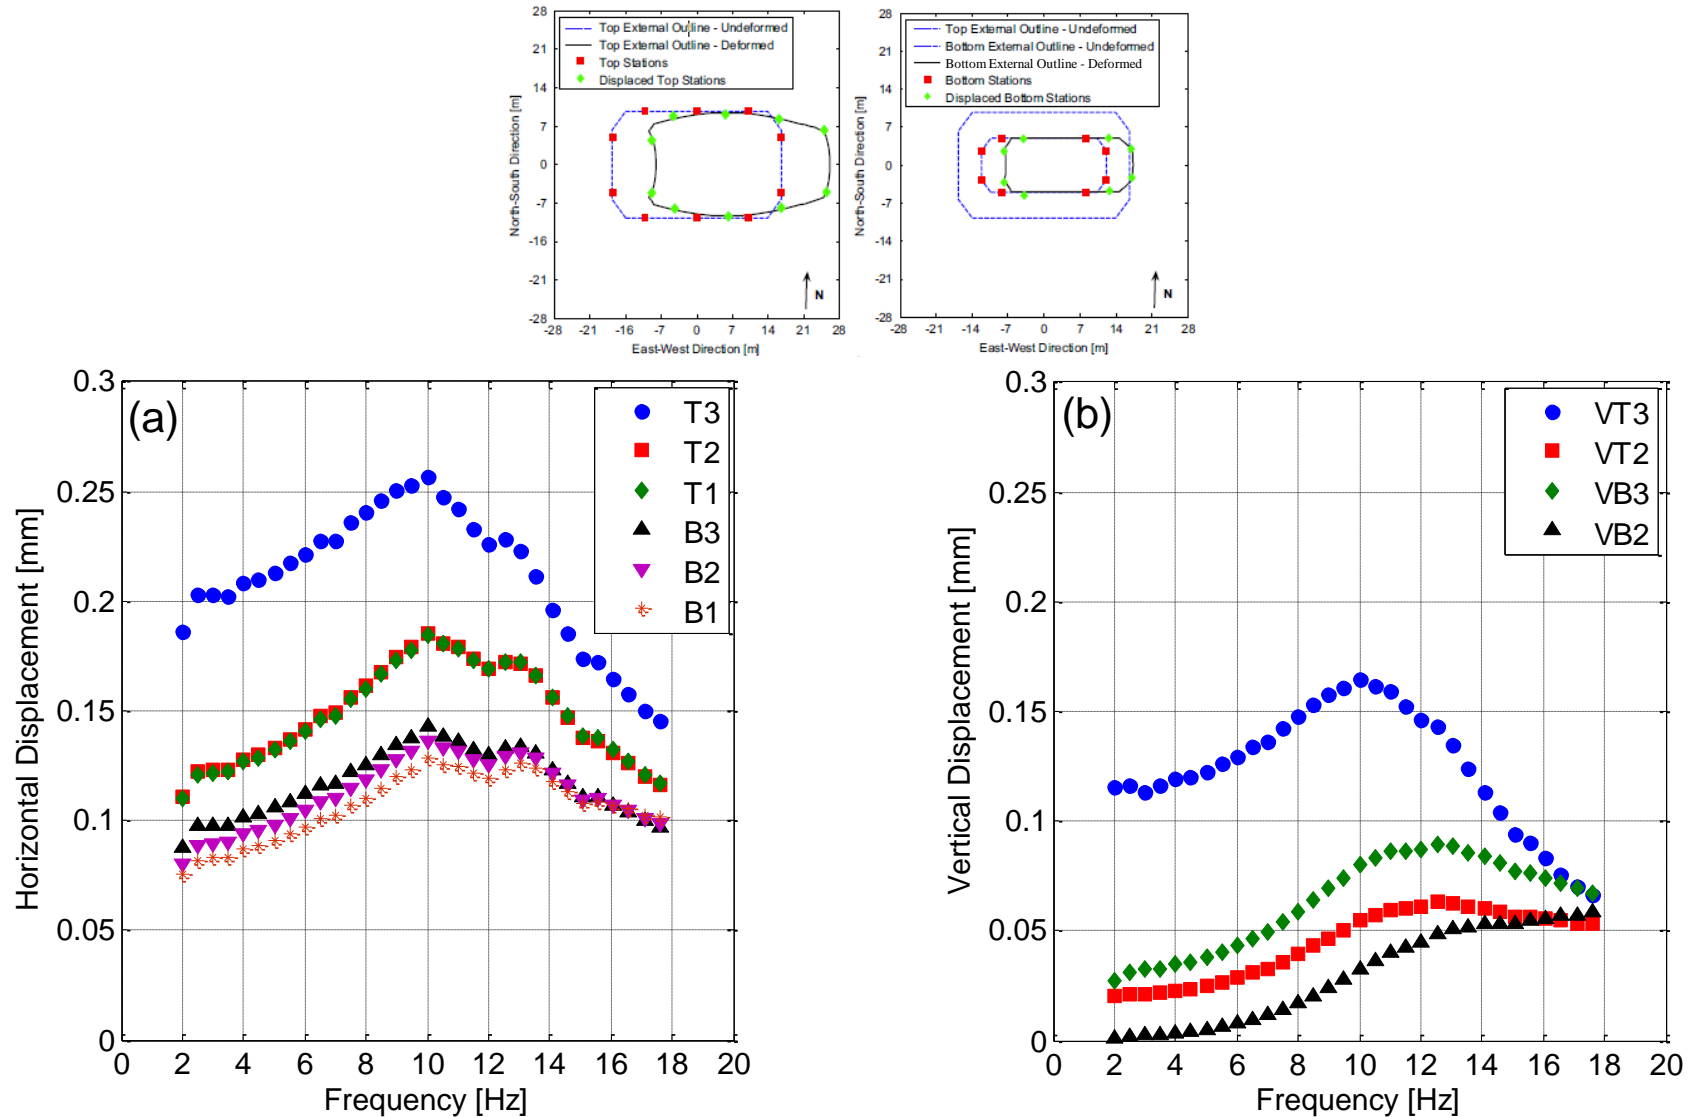 28
21
14
7
0
-7
-16
-21
-28
North-South Direction [m]
Top External Outline - Undeformed
Top External Outline - Deformed
Top Stations
Displaced Top Stations
N
-28 -21 -16 -7 0 7 14 21 28
East-West Direction [m]
28
21
14
7
0
-7
-14
-21
-28
North-South Direction [m]
Top External Outline - Undeformed
Bottom External Outline - Undeformed
Bottom External Outline - Deformed
Bottom Stations
Displaced Bottom Stations
N
-28 -21 -14 -7 0 7 14 21 28
East-West Direction [m]
(a)
0.3
0.25
0.2
0.15
0.1
0.05
0
Horizontal Displacement [mm]
T3
T2
T1
B3
B2
B1
0 2 4 6 8 10 12 14 16 18 20
Frequency [Hz]
(b)
0.3
0.25
0.2
0.15
0.1
0.05
0
Vertical Displacement [mm]
VT3
VT2
VB3
VB2
0 2 4 6 8 10 12 14 16 18 20
Frequency [Hz]